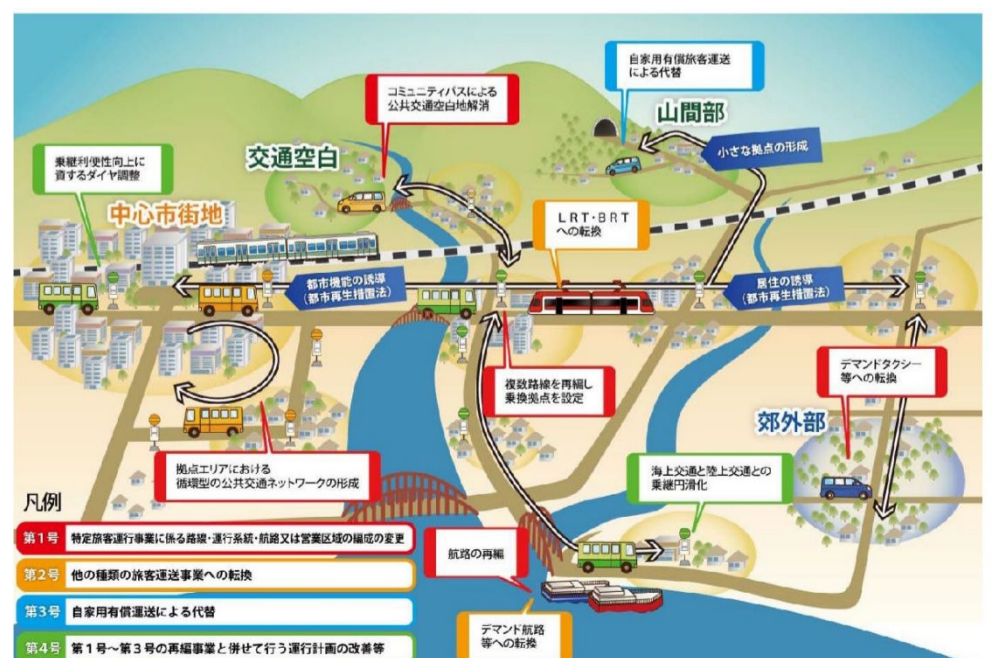 自家用有償旅客運送
による代替
コミュニティバスによる
公共交通空白地解消
山間部
小さな拠点の形成
乗継利便性向上に
資するダイヤ調整
交通空白
中心市街地
LRT・BRT
への転換
都市機能の誘導
(都市再生措置法)
居住の誘導
(都市再生措置法)
複数路線を再編し
乗換拠点を設定
デマンドタクシー
等への転換
郊外部
拠点エリアにおける
循環型の公共交通ネットワークの形成
海上交通と陸上交通との
乗継円滑化
航路の再編
デマンド航路
等への転換
凡例
第1号 特定旅客運行事業に係る路線・運行系統・航路又は営業区域の編成の変更
第2号 他の種類の旅客運送事業への転換
第3号 自家用有償運送による代替
第4号 第1号〜第3号の再編事業と併せて行う運行計画の改善等